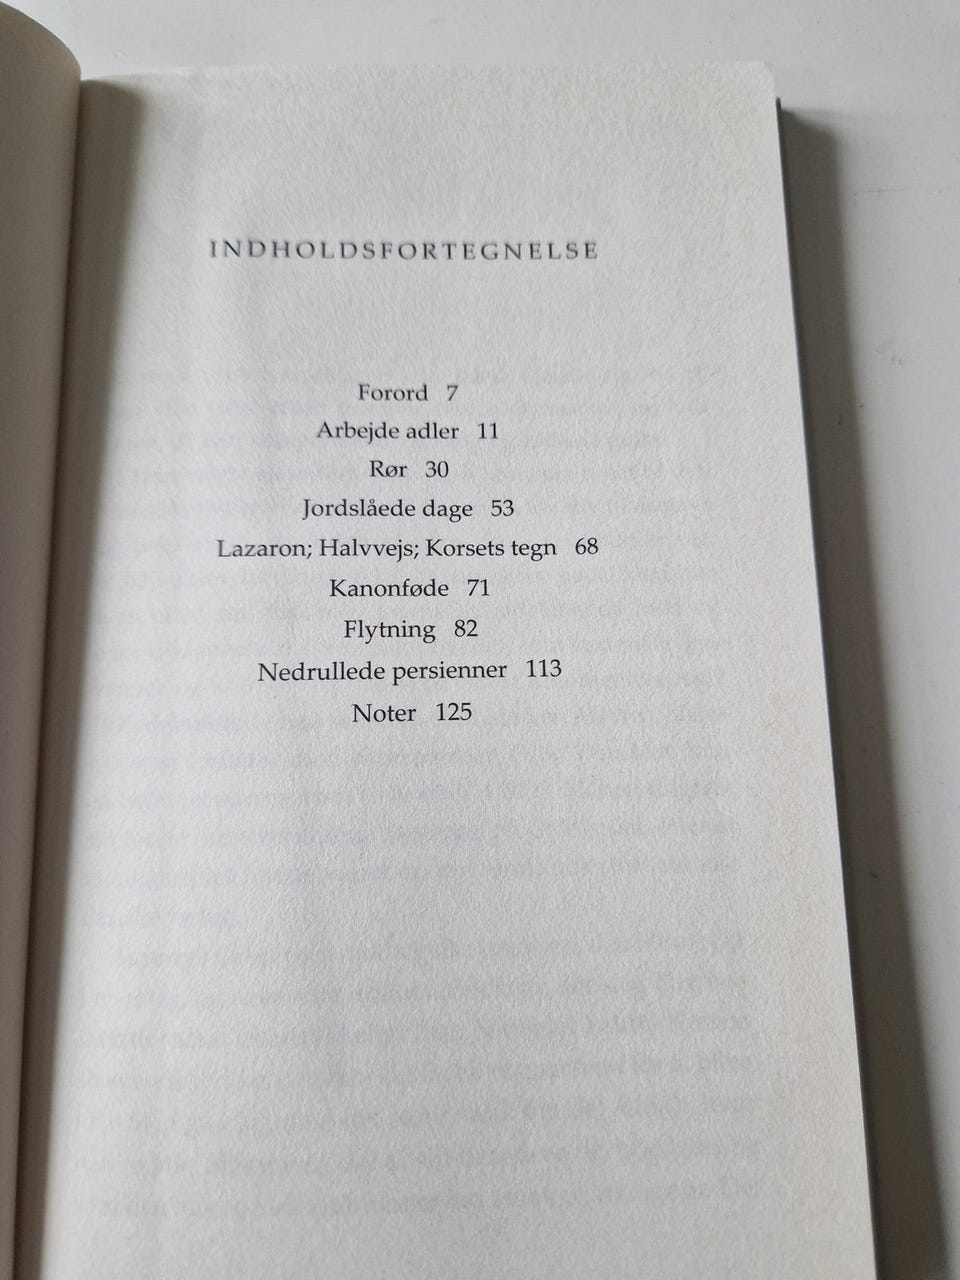 INDHOLDSFORTEGNELSE
Forord 7
Arbejde adler 11
Rør 30
Jordslåede dage 53
Lazaron; Halvvejs; Korsets tegn 68
Kanonføde 71
Flytning 82
Nedrullede persienner 113
Noter 125